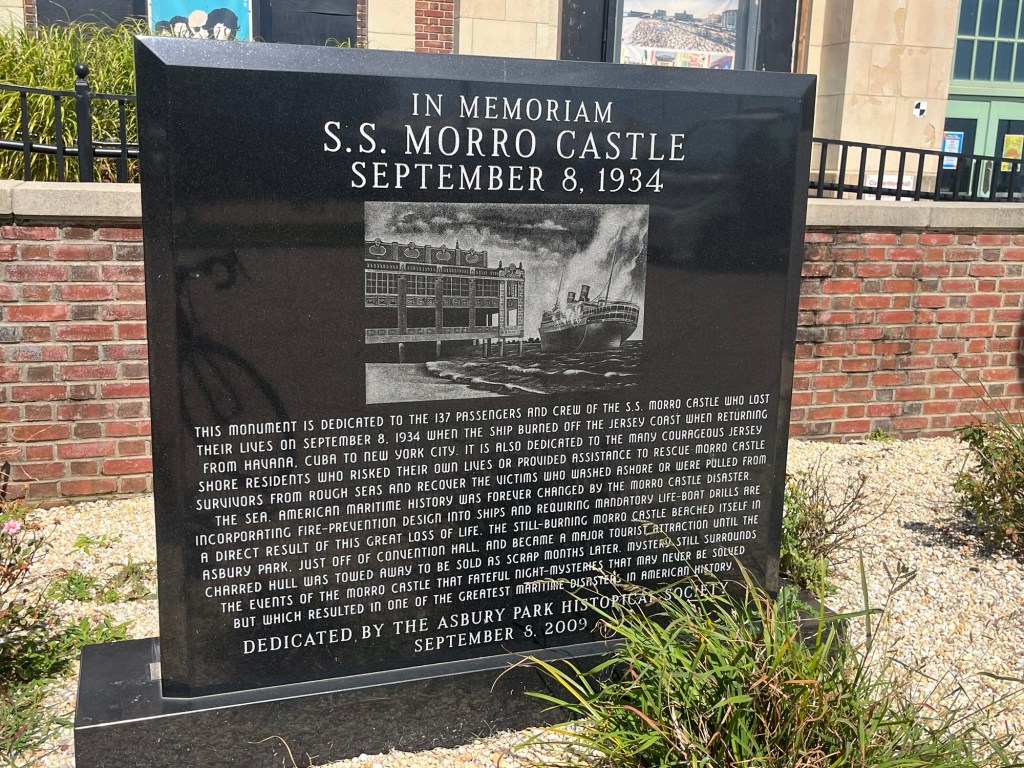 IN MEMORIAM
S.S. MORRO CASTLE
SEPTEMBER 8, 1934
THIS MONUMENT IS DEDICATED TO THE 137 PASSENGERS AND CREW OF THE S.S. MORRO CASTLE WHO LOST
THEIR LIVES ON SEPTEMBER 8, 1934 WHEN THE SHIP BURNED OFF THE JERSEY COAST WHEN RETURNING
FROM HAVANA, CUBA TO NEW YORK CITY. IT IS ALSO DEDICATED TO THE MANY COURAGEOUS JERSEY
SHORE RESIDENTS WHO RISKED THEIR OWN LIVES OR PROVIDED ASSISTANCE TO RESCUE MORRO CASTLE
SURVIVORS FROM ROUGH SEAS AND RECOVER THE VICTIMS WHO WASHED ASHORE OR WERE PULLED FROM
THE SEA. AMERICAN MARITIME HISTORY WAS FOREVER CHANGED BY THE MORRO CASTLE DISASTER.
INCORPORATING FIRE-PREVENTION DESIGN INTO SHIPS AND REQUIRING MANDATORY LIFE-BOAT DRILLS ARE
A DIRECT RESULT OF THIS GREAT LOSS OF LIFE. THE STILL-BURNING MORRO CASTLE BEACHED ITSELF IN
ASBURY PARK, JUST OFF OF CONVENTION HALL, AND BECAME A MAJOR TOURIST ATTRACTION UNTIL THE
CHARRED HULL WAS TOWED AWAY TO BE SOLD AS SCRAP MONTHS LATER. MYSTERY STILL SURROUNDS
THE EVENTS OF THE MORRO CASTLE THAT FATEFUL NIGHT-MYSTERIES THAT MAY NEVER BE SOLVED
BUT WHICH RESULTED IN ONE OF THE GREATEST MARITIME DISASTERS IN AMERICAN HISTORY.
DEDICATED BY THE ASBURY PARK HISTORICAL SOCIETY
SEPTEMBER 8, 2009